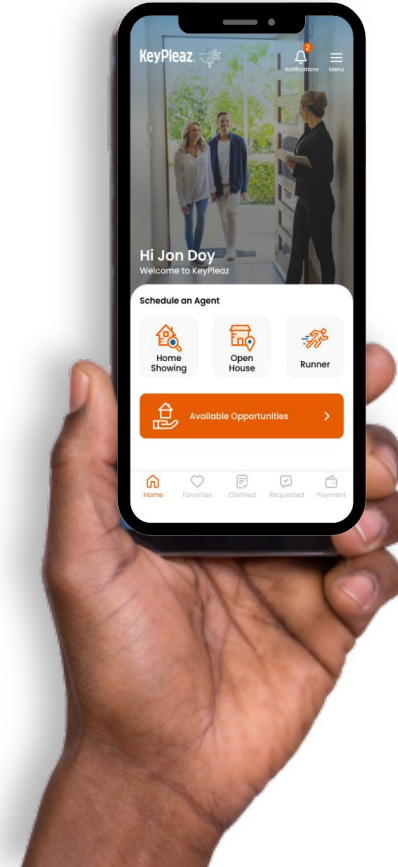 KeyPleaz
2
Notifications
Menu
Hi Jon Doy
Welcome to KeyPleaz
Schedule an Agent
Home
Showing
Open
House
Runner
Available Opportunities
Home
Favorites
Claimed
Requested
Payment